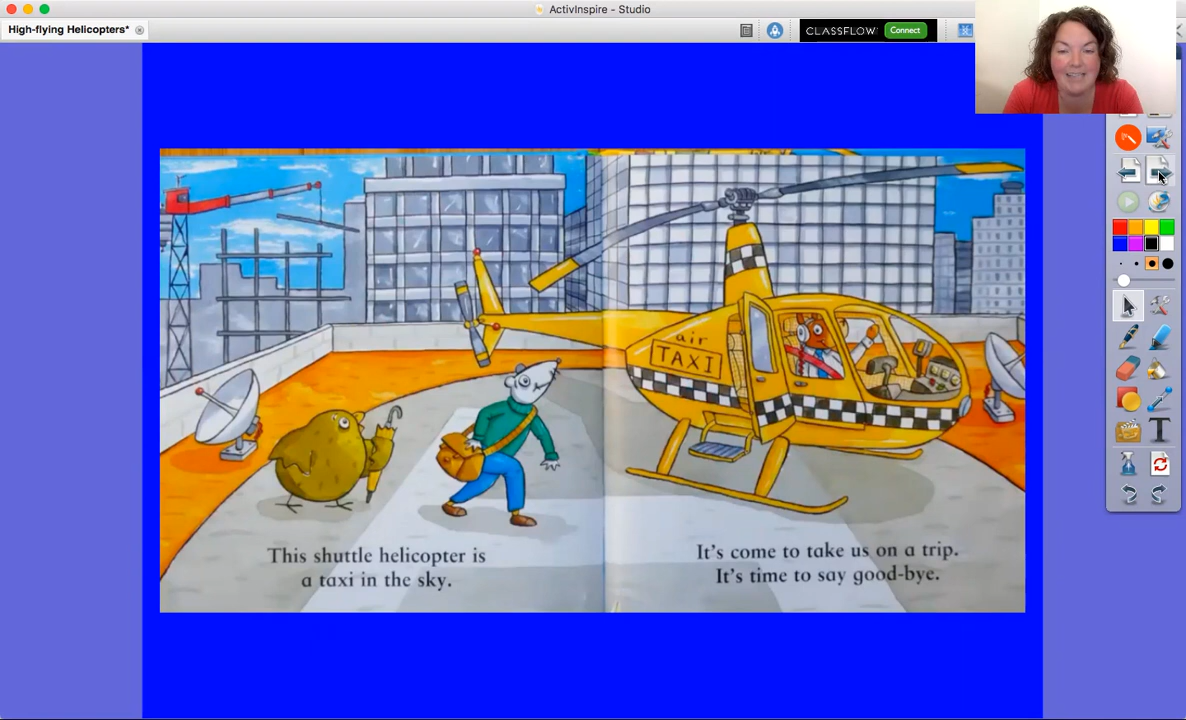 ActivInspire - Studio
High-flying Helicopters*
CLASSFLOW
Connect
air
TAXI
This shuttle helicopter is
a taxi in the sky.
It's come to take us on a trip.
It's time to say good-bye.
T